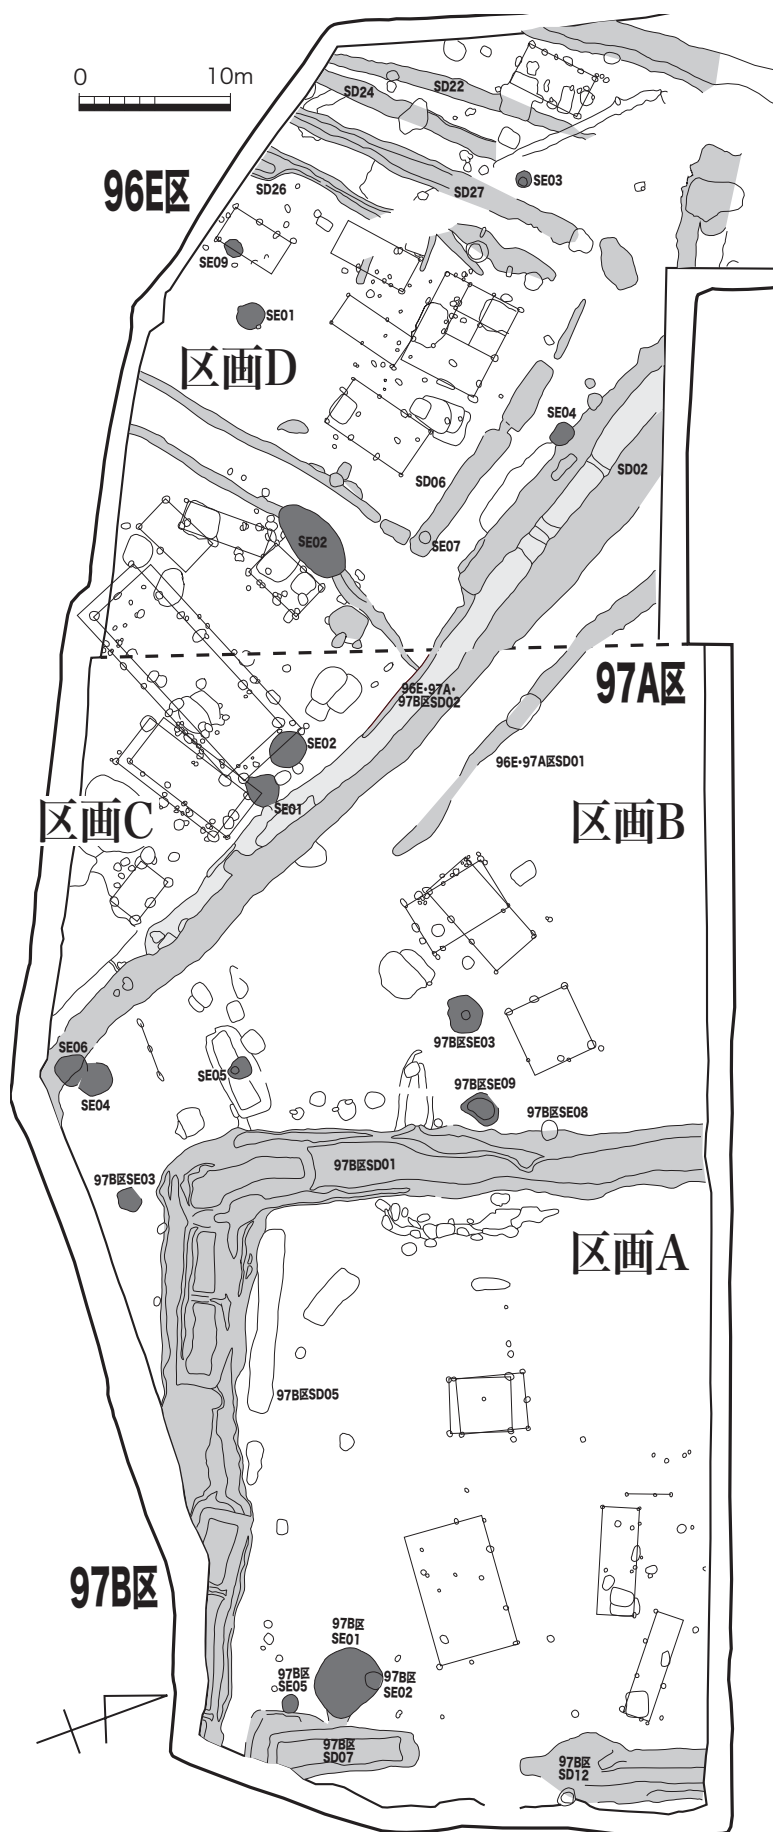 0 10m
SD22
SD24
96E区
SE03
SD26
SD27
SE09
SE01
区画D
SE04
SD02
SD06
SE02
SE07
97A区
96E・97A・
97B区SD02
SE02
96E・97A区SD01
SE01
区画C
区画B
97B区SE03
SE06
SE05
97B区SE09
SE04
97B区SE08
97B区SD01
97B区SE03
区画A
97B区SD05
97B区
97B区
SE01
97B区
SE05
97B区
SE02
97B区
SD07
97B区
SD12